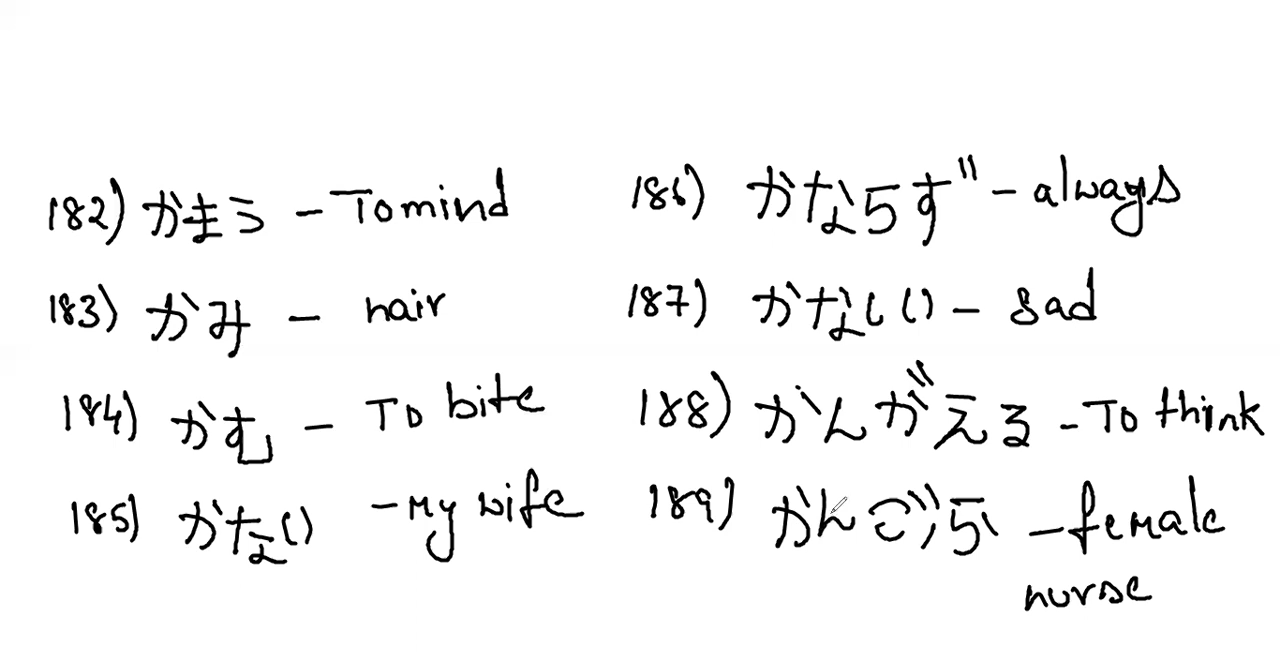 182) かまう - To mind
183) かみ - hair
184) かむ - To bite
185) かない - My wife
186) かならず - always
187) かなしい - sad
188) かんがえる - To think
189) かんごふ - female
nurse